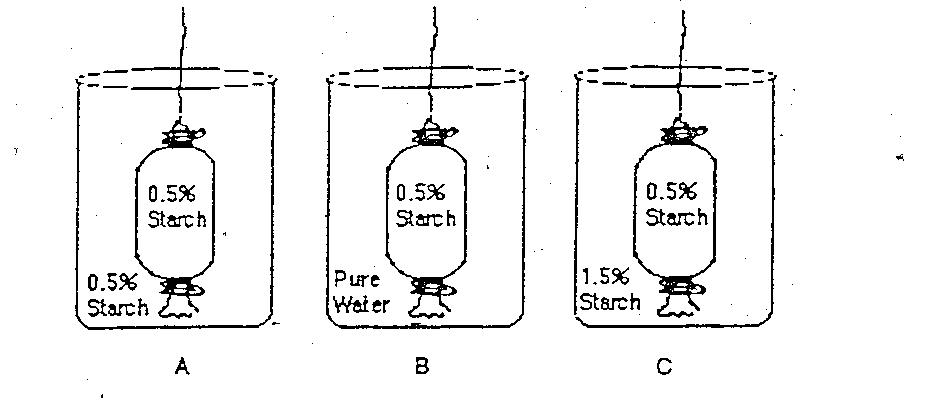 0.5%
Starch
0.5%
Starch
A
0.5%
Starch
Pure
Water
B
0.5%
Starch
1.5%
Starch
C